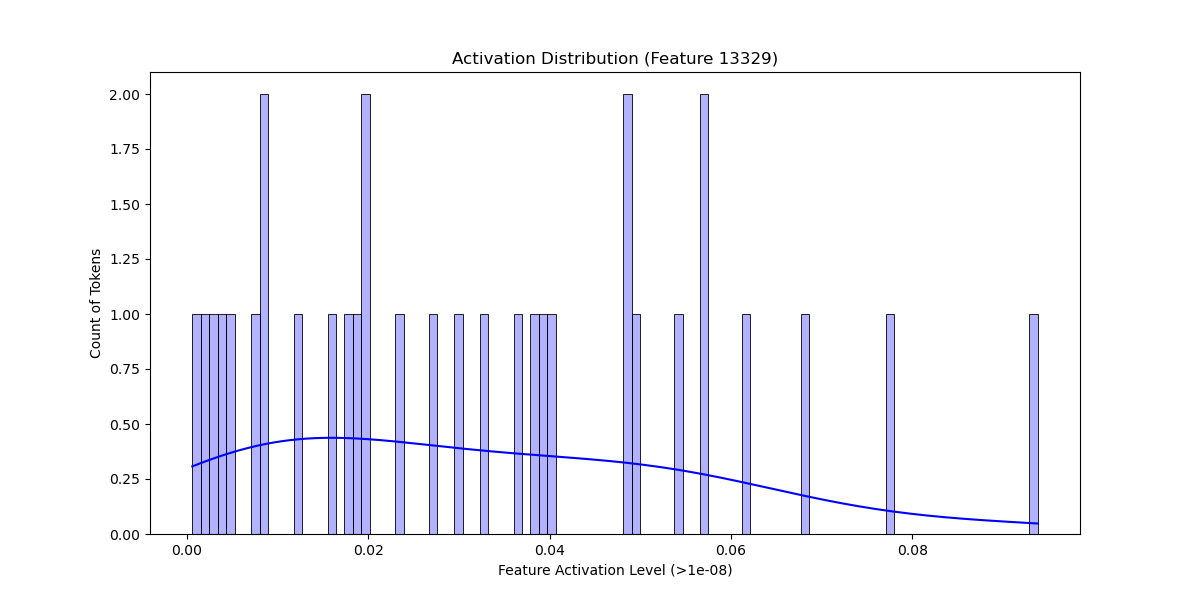 Activation Distribution (Feature 13329)
Count of Tokens
2.00
1.75
1.50
1.25
1.00
0.75
0.50
0.25
0.00
0.00 0.02 0.04 0.06 0.08
Feature Activation Level (>1e-08)